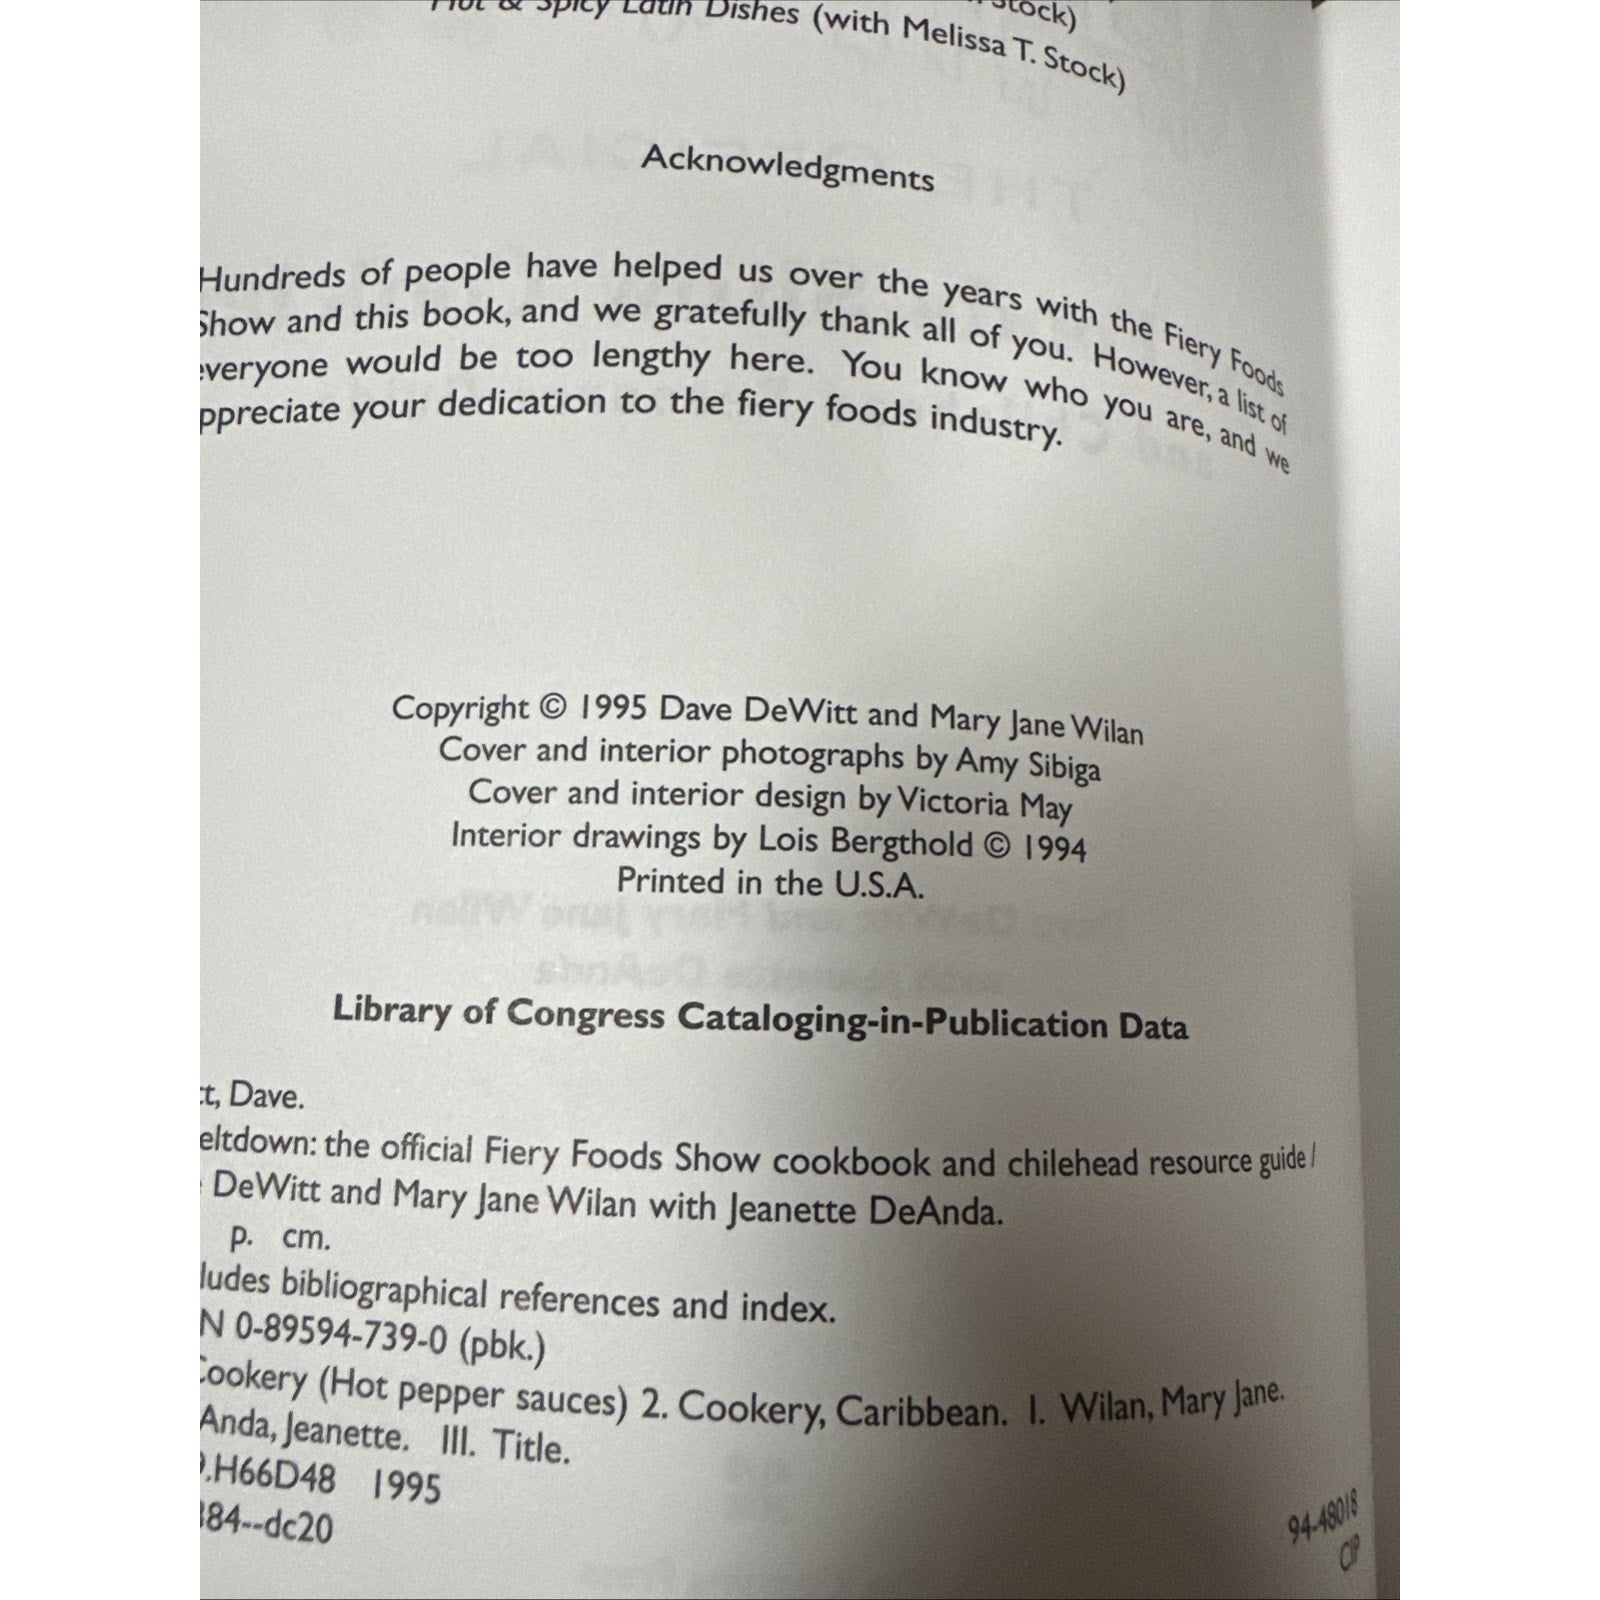 Stock)
Hot & Spicy Latin Dishes (with Melissa T. Stock)
Acknowledgments
Hundreds of people have helped us over the years with the Fiery Foods
Show and this book, and we gratefully thank all of you. However, a list of
everyone would be too lengthy here. You know who you are, and we
ppreciate your dedication to the fiery foods industry.
Copyright © 1995 Dave DeWitt and Mary Jane Wilan
Cover and interior photographs by Amy Sibiga
Cover and interior design by Victoria May
Interior drawings by Lois Bergthold © 1994
Printed in the U.S.A.
Library of Congress Cataloging-in-Publication Data
t, Dave.
eltdown: the official Fiery Foods Show cookbook and chilehead resource guide /
DeWitt and Mary Jane Wilan with Jeanette DeAnda.
p. cm.
ludes bibliographical references and index.
N 0-89594-739-0 (pbk.)
Cookery (Hot pepper sauces) 2. Cookery, Caribbean. I. Wilan, Mary Jane.
Anda, Jeanette. III. Title.
.H66D48 1995
84--dc20
94-48018
CIP